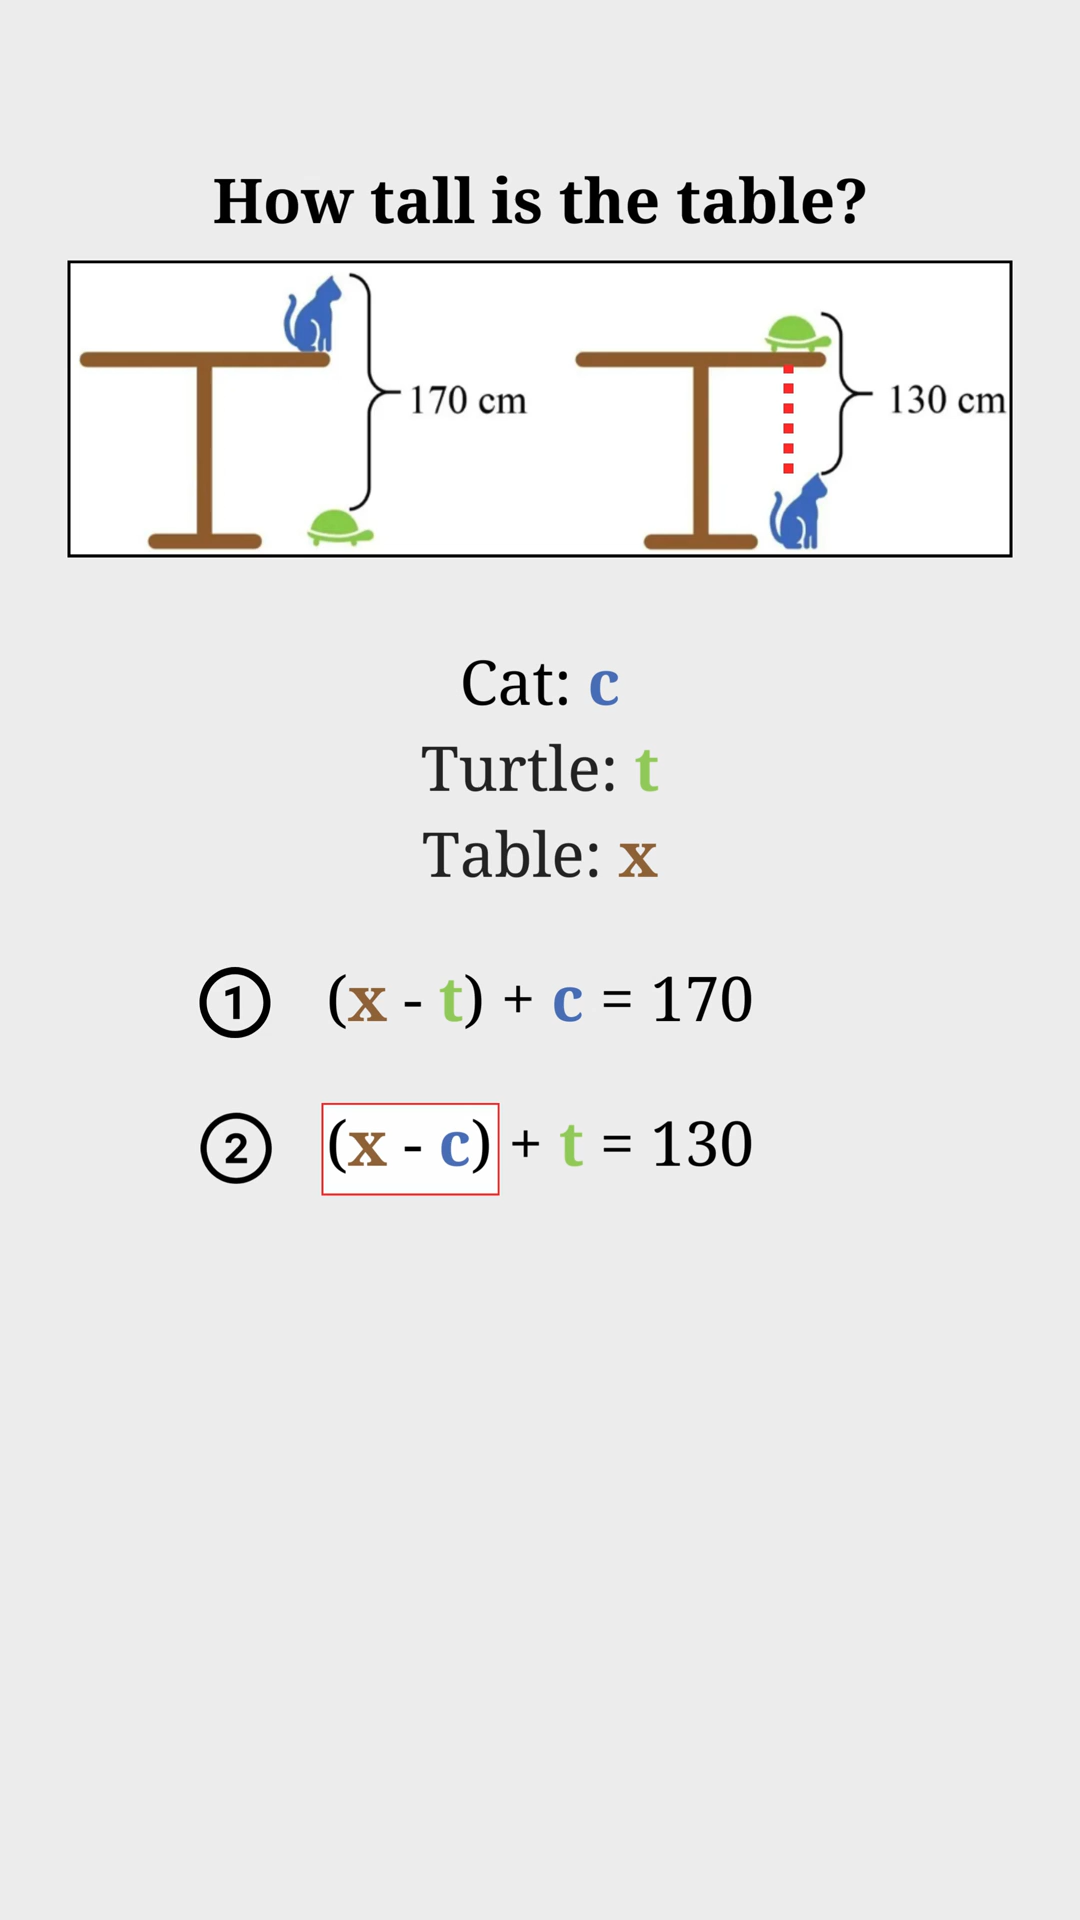 How tall is the table?
170 cm
130 cm
Cat: c
Turtle: t
Table: x
1 (x - t) + c = 170
2 (x - c) + t = 130